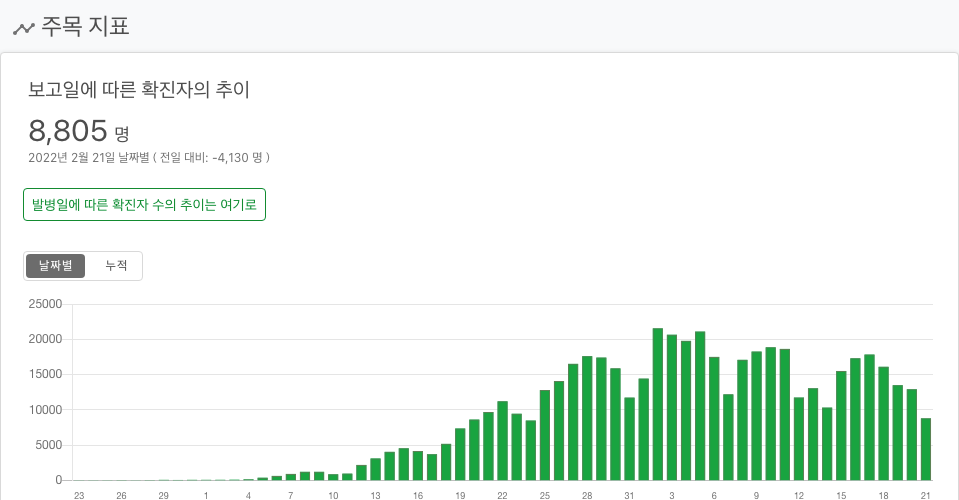 주목 지표
보고일에 따른 확진자의 추이
8,805 명
2022년 2월 21일 날짜별 ( 전일 대비: -4,130 명 )
발병일에 따른 확진자 수의 추이는 여기로
날짜별 누적
25000
20000
15000
10000
5000
0
23 26 29 1 4 7 10 13 16 19 22 25 28 31 3 6 9 12 15 18 21